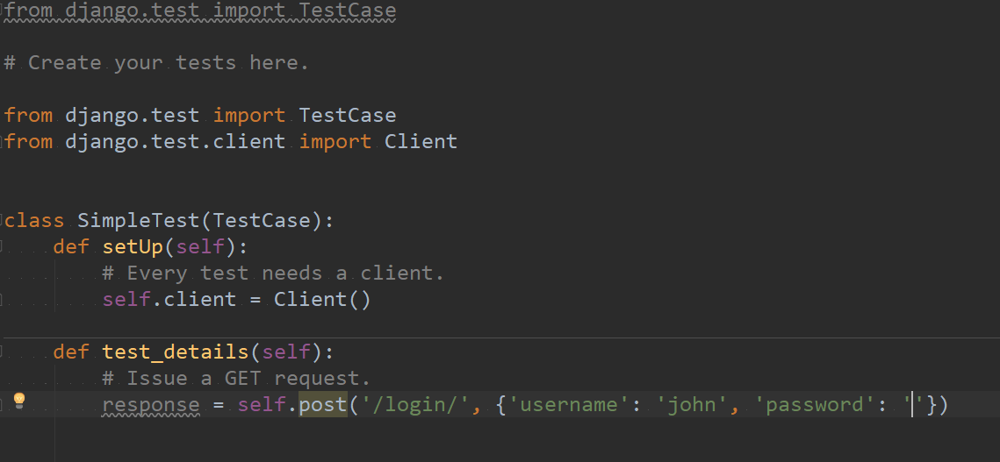 from django.test import TestCase
# Create your tests here.
from django.test import TestCase
from django.test.client import Client
class SimpleTest(TestCase):
def setUp(self):
# Every test needs a client.
self.client = Client()
def test_details(self):
# Issue a GET request.
response = self.post('/login/', {'username': 'john', 'password': ''})